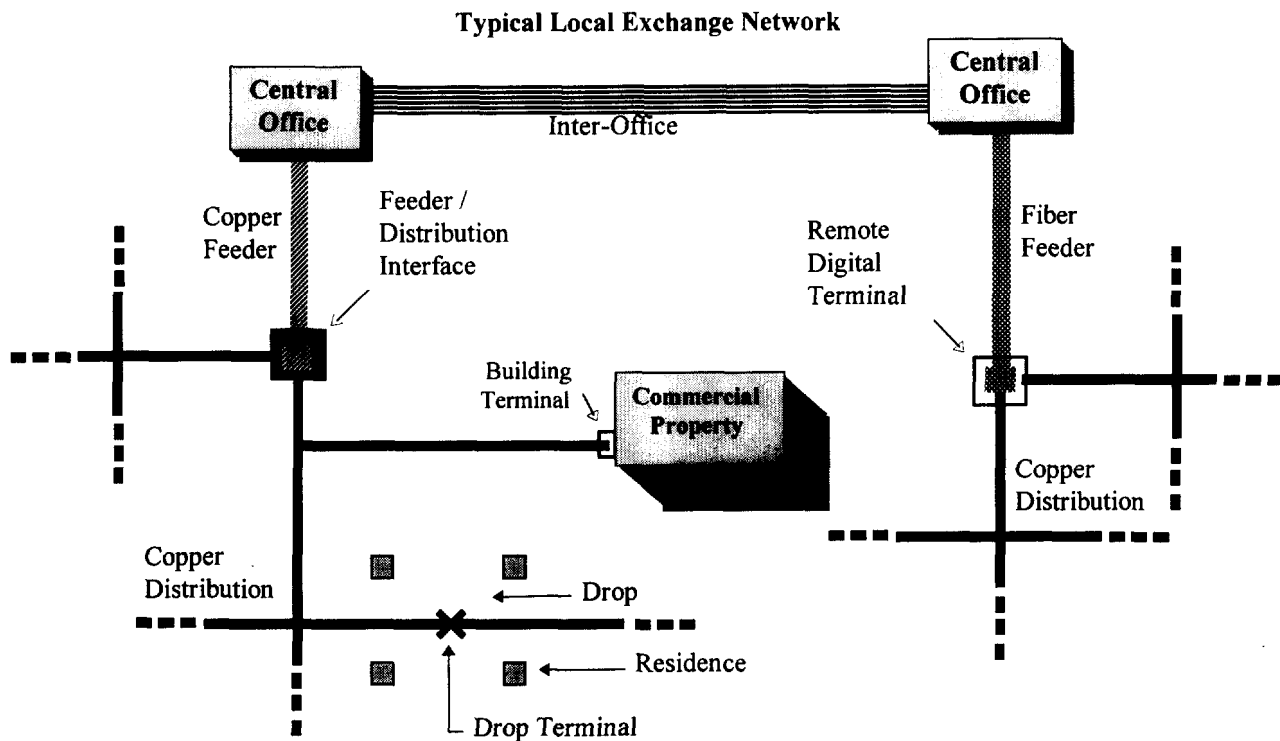 Typical Local Exchange Network
Central
Office
Central
Office
Inter-Office
Copper
Feeder
Feeder /
Distribution
Interface
Remote
Digital
Terminal
Fiber
Feeder
Building
Terminal
Commercial
Property
Copper
Distribution
Copper
Distribution
Drop
Residence
Drop Terminal